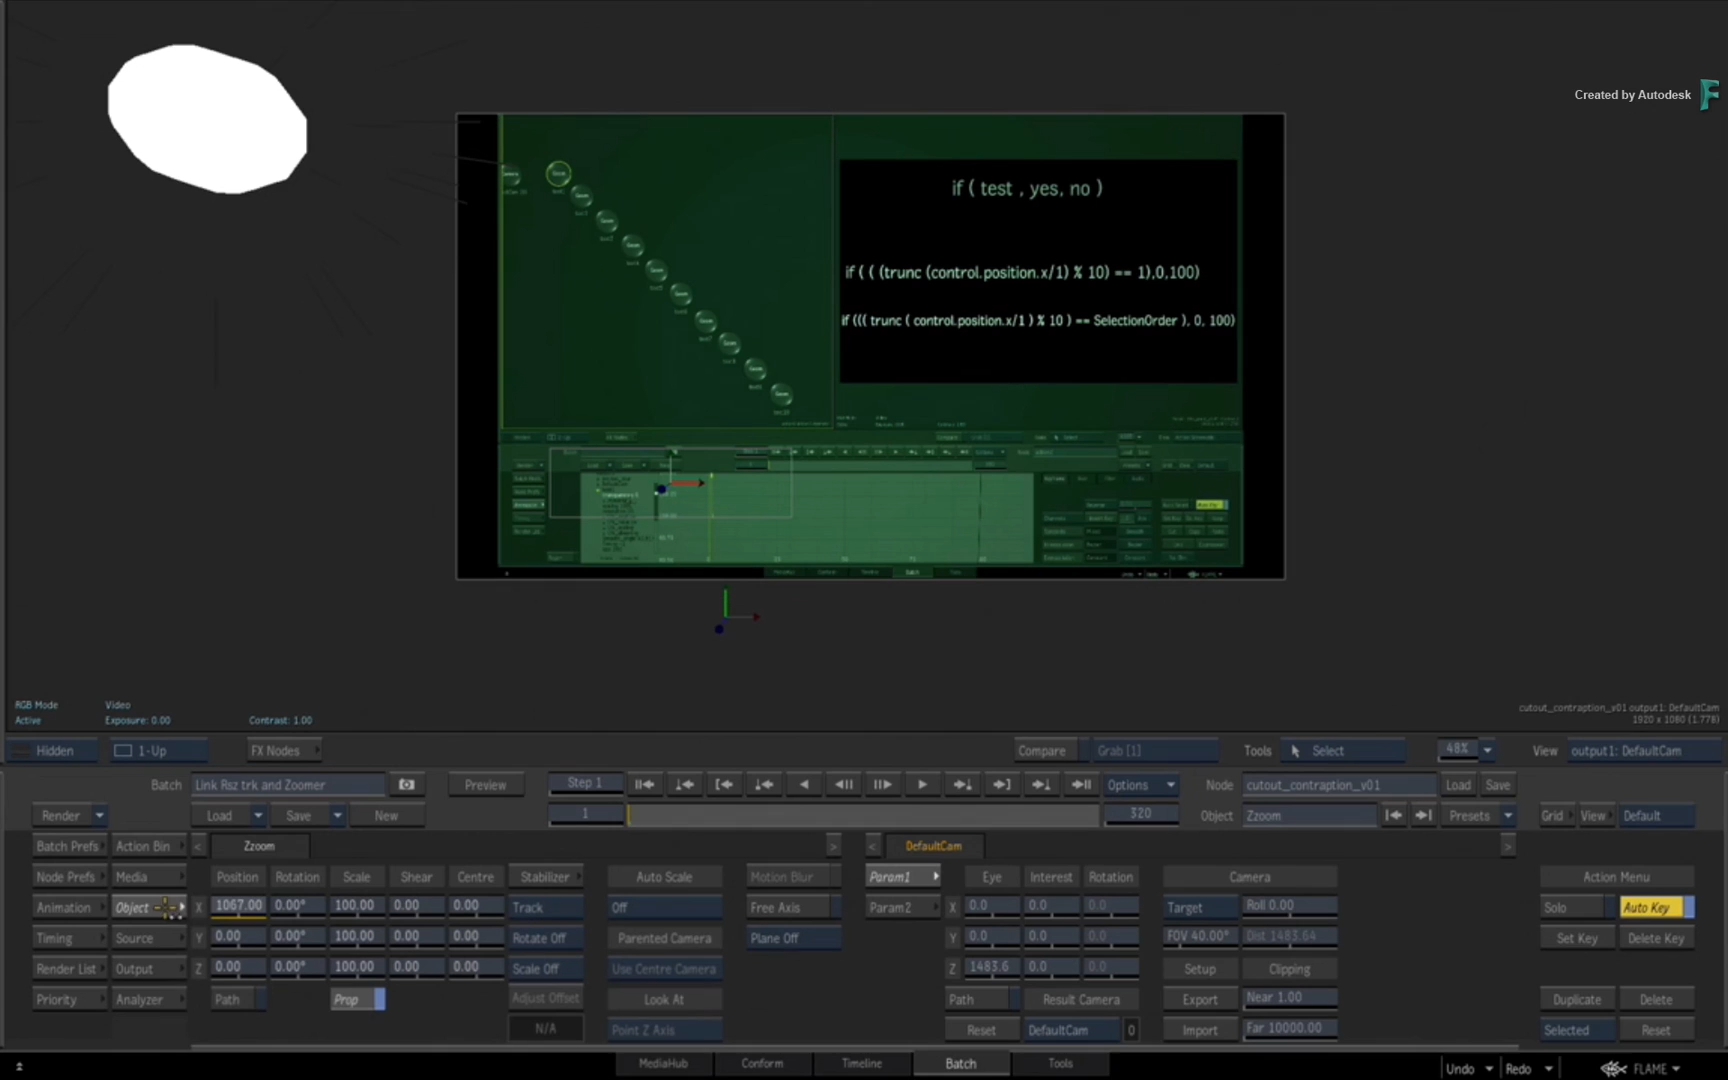 Created by Autodesk
if ( test , yes, no )
if ( ( (trunc (control.position.x/1) % 10) == 1),0,100)
if ((( trunc ( control.position.x/1 ) % 10 ) == SelectionOrder ), 0, 100)
RGB Mode Video
Active Exposure: 0.00 Contrast: 1.00
cutout_contraption_v01 output1: DefaultCam
1920 x 1080 (1.778)
Hidden 1-Up FX Nodes Compare Grab [1] Tools Select 48% View output1: DefaultCam
Batch Link Rsz trk and Zoomer Preview Step 1 Options Node cutout_contraption_v01 Load Save
Render Load Save New 1 320 Object Zzoom Presets Grid View Default
Batch Prefs Action Bin < Zzoom > < DefaultCam >
Node Prefs Media Position Rotation Scale Shear Centre Stabilizer Auto Scale Motion Blur Param1 Eye Interest Rotation Camera Action Menu
Animation Object X 1067.00 0.00° 100.00 0.00 0.00 Track Off Free Axis Param2 X 0.0 0.0 0.0 Target Roll 0.00 Solo Auto Key
Timing Source Y 0.00 0.00° 100.00 0.00 0.00 Rotate Off Parented Camera Plane Off Y 0.0 0.0 0.0 FOV 40.00° Dist 1483.64 Set Key Delete Key
Render List Output Z 0.00 0.00° 100.00 0.00 0.00 Scale Off Use Centre Camera Z 1483.6 0.0 0.0 Setup Clipping
Priority Analyzer Path Prop Adjust Offset Look At Path Result Camera Export Near 1.00 Duplicate Delete
N/A Point Z Axis Reset DefaultCam 0 Import Far 10000.00 Selected Reset
MediaHub Conform Timeline Batch Tools Undo Redo FLAME